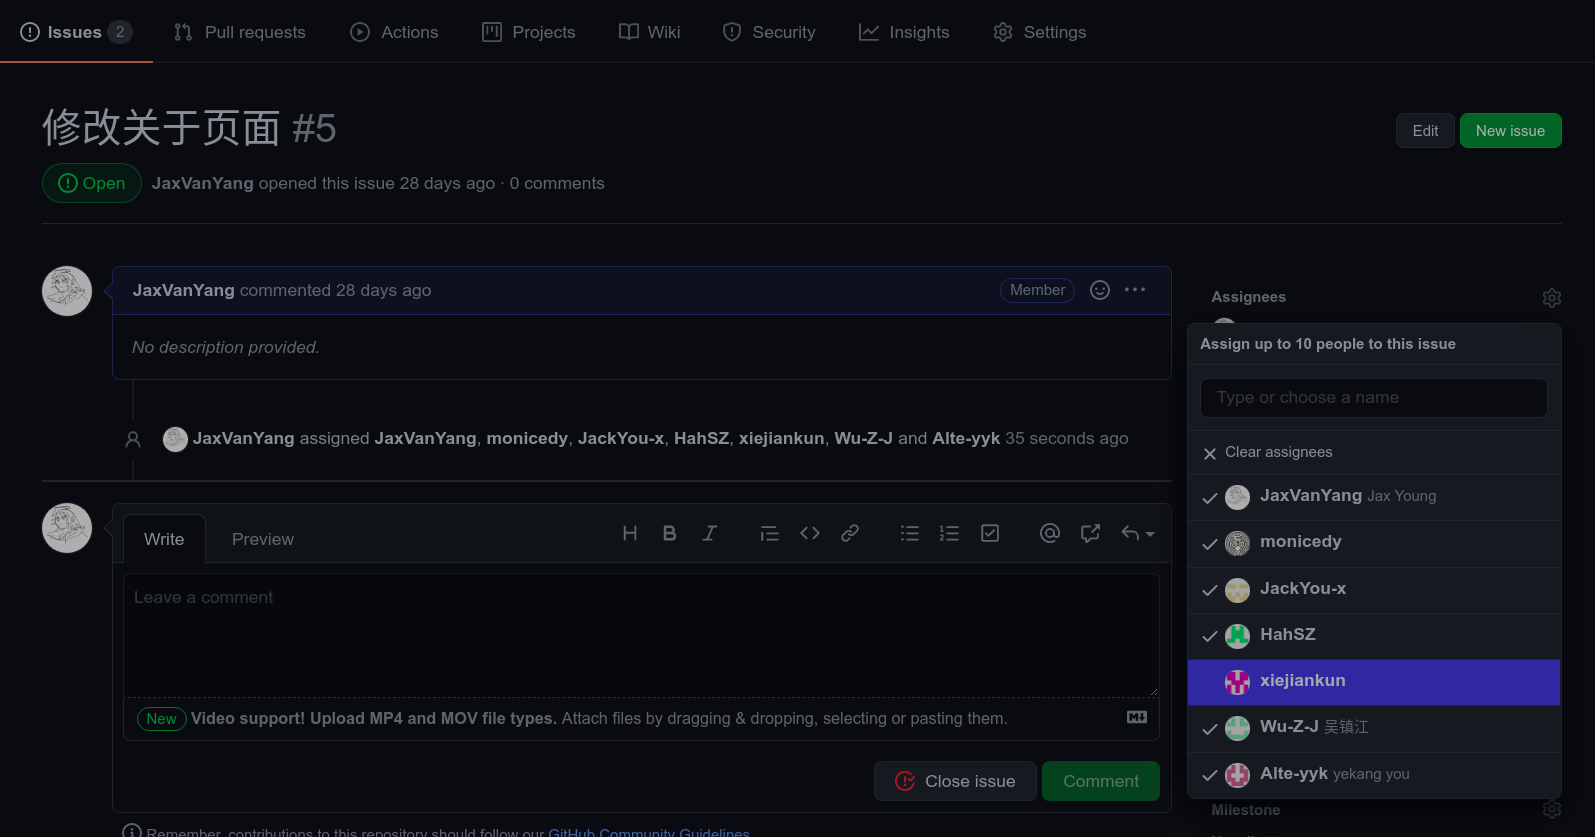 Issues 2 Pull requests Actions Projects Wiki Security Insights Settings
修改关于页面 #5
Edit New issue
Open JaxVanYang opened this issue 28 days ago · 0 comments
JaxVanYang commented 28 days ago Member
No description provided.
JaxVanYang assigned JaxVanYang, monicedy, JackYou-x, HahSZ, xiejiankun, Wu-Z-J and Alte-yyk 35 seconds ago
Write Preview
Leave a comment
New Video support! Upload MP4 and MOV file types. Attach files by dragging & dropping, selecting or pasting them.
Close issue Comment
Remember, contributions to this repository should follow our GitHub Community Guidelines
Assignees
Assign up to 10 people to this issue
Type or choose a name
Clear assignees
JaxVanYang Jax Young
monicedy
JackYou-x
HahSZ
xiejiankun
Wu-Z-J 吴镇江
Alte-yyk yekang you
Milestone